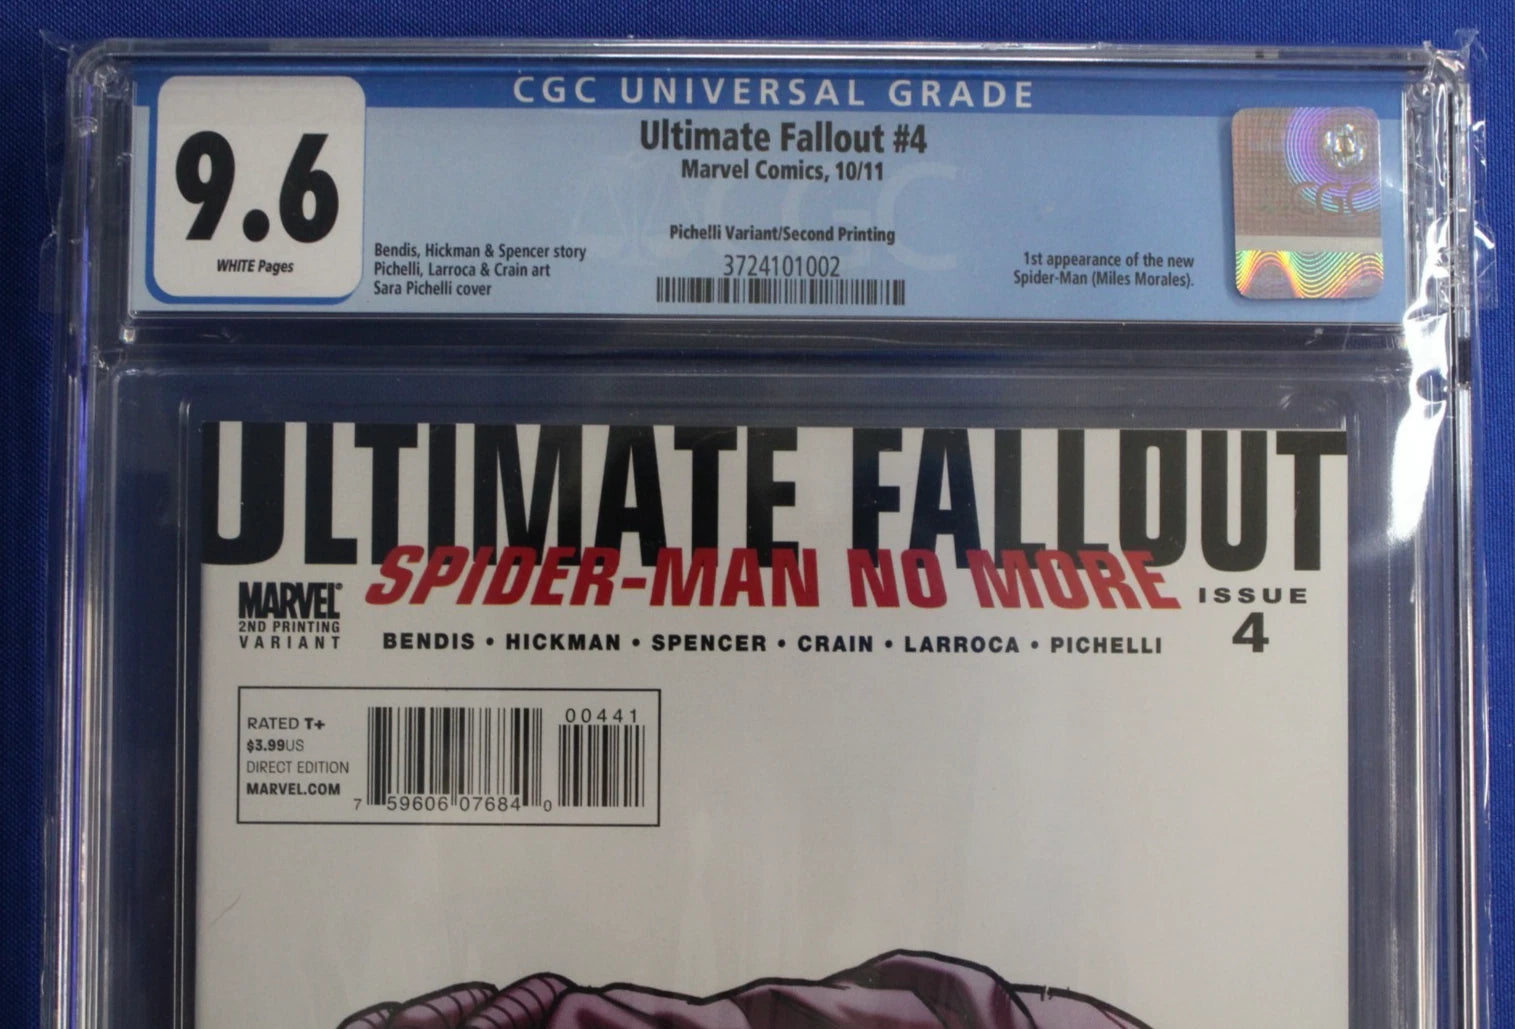 CGC UNIVERSAL GRADE
9.6
WHITE Pages
Ultimate Fallout #4
Marvel Comics, 10/11
Pichelli Variant/Second Printing
3724101002
Bendis, Hickman & Spencer story
Pichelli, Larroca & Crain art
Sara Pichelli cover
1st appearance of the new
Spider-Man (Miles Morales).
CGC
CGC
ULTIMATE FALLOUT
SPIDER-MAN NO MORE
MARVEL®
2ND PRINTING
VARIANT
BENDIS • HICKMAN • SPENCER • CRAIN • LARROCA • PICHELLI
ISSUE
4
RATED T+
$3.99US
DIRECT EDITION
MARVEL.COM
00441
7 59606 07684 0